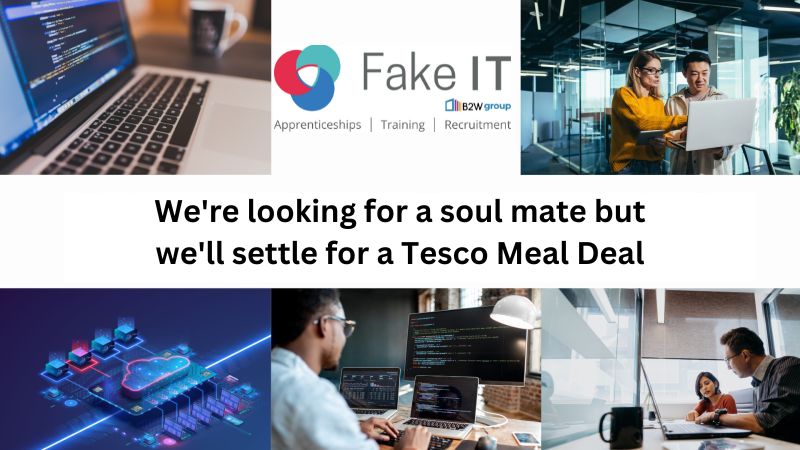 Fake IT
B2W group
Apprenticeships | Training | Recruitment
We're looking for a soul mate but
we'll settle for a Tesco Meal Deal